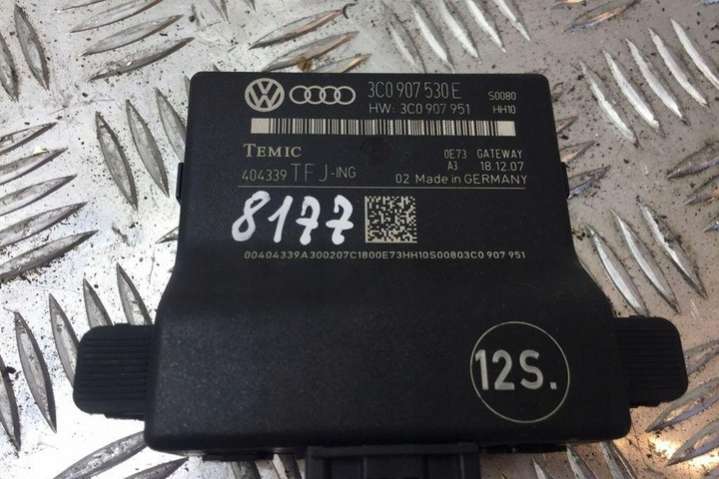 3C0 907 530 E S0080
HW: 3C0 907 951 HH10
TEMIC 0E73 GATEWAY
404339 TFJ-ING A3 18.12.07
02 Made in GERMANY
8177
00404339A300207C1800E73HH10S00803C0 907 951
12S.